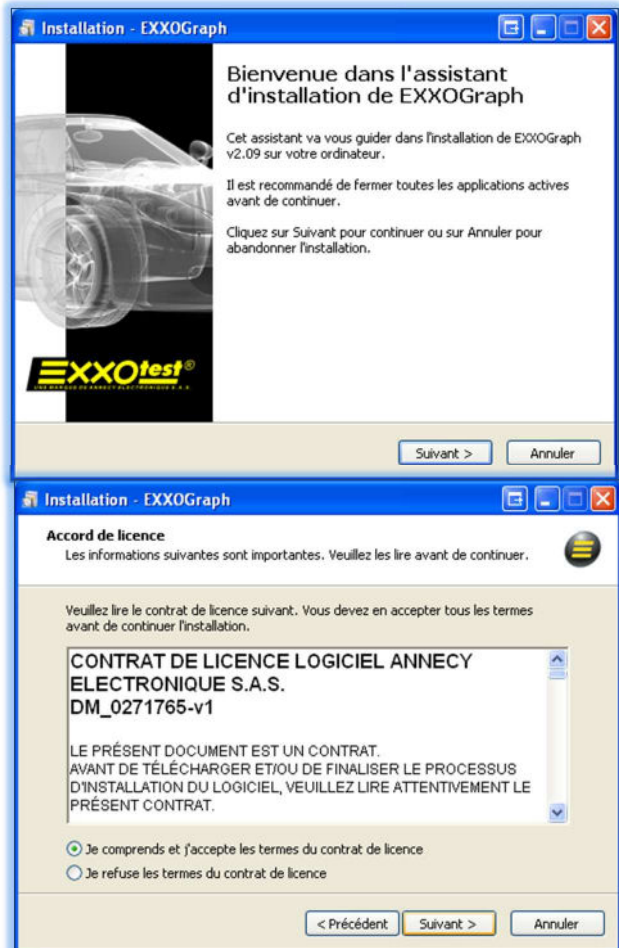 Installation - EXXOGraph
Bienvenue dans l'assistant
d'installation de EXXOGraph
Cet assistant va vous guider dans l'installation de EXXOGraph
v2.09 sur votre ordinateur.
Il est recommandé de fermer toutes les applications actives
avant de continuer.
Cliquez sur Suivant pour continuer ou sur Annuler pour
abandonner l'installation.
EXXOtest®
UNE MARQUE DE ANNECY ELECTRONIQUE S.A.S.
Suivant >
Annuler
Installation - EXXOGraph
Accord de licence
Les informations suivantes sont importantes. Veuillez les lire avant de continuer.
Veuillez lire le contrat de licence suivant. Vous devez en accepter tous les termes
avant de continuer l'installation.
CONTRAT DE LICENCE LOGICIEL ANNECY
ELECTRONIQUE S.A.S.
DM_0271765-v1
LE PRÉSENT DOCUMENT EST UN CONTRAT.
AVANT DE TÉLÉCHARGER ET/OU DE FINALISER LE PROCESSUS
D'INSTALLATION DU LOGICIEL, VEUILLEZ LIRE ATTENTIVEMENT LE
PRÉSENT CONTRAT.
Je comprends et j'accepte les termes du contrat de licence
Je refuse les termes du contrat de licence
< Précédent
Suivant >
Annuler